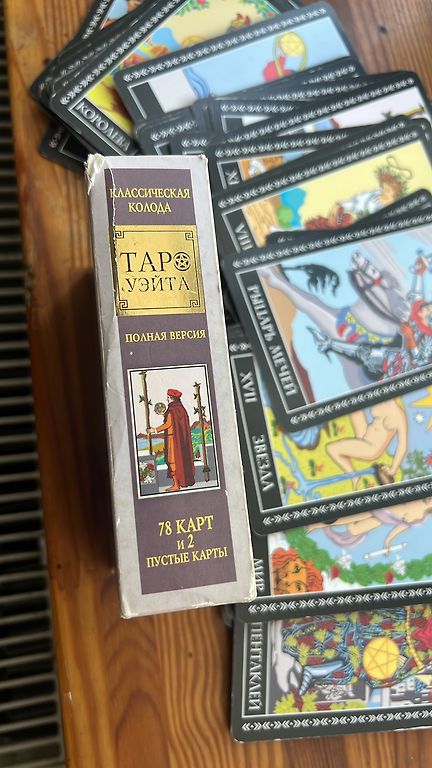 КЛАССИЧЕСКАЯ
КОЛОДА
ТАРО
УЭЙТА
ПОЛНАЯ ВЕРСИЯ
78 КАРТ
И 2
ПУСТЫЕ КАРТЫ
КОРОЛЕВА
РЫЦАРЬ МЕЧЕЙ
XVII
ЗВЕЗДА
МИР
ПЕНТАКЛЕЙ